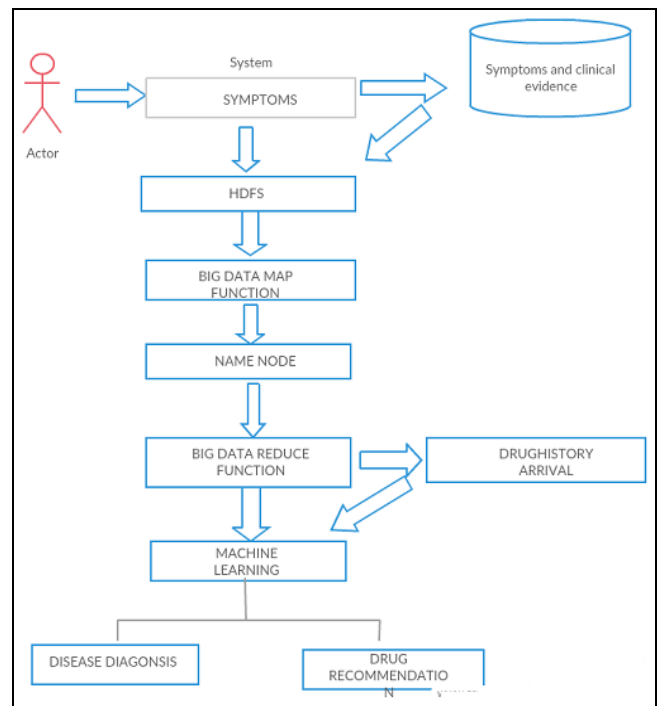 System
Symptoms and clinical
evidence
SYMPTOMS
Actor
HDFS
BIG DATA MAP
FUNCTION
NAME NODE
BIG DATA REDUCE
FUNCTION
DRUGHISTORY
ARRIVAL
MACHINE
LEARNING
DISEASE DIAGONSIS
DRUG
RECOMMENDATIO
N